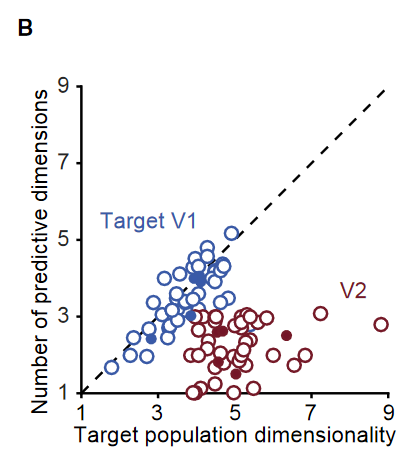 B
9
7
5
3
1
Number of predictive dimensions
Target V1
V2
1 3 5 7 9
Target population dimensionality